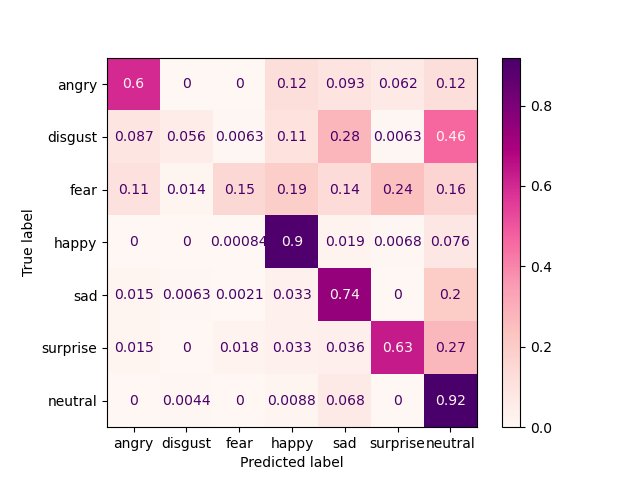 angry 0.6 0 0 0.12 0.093 0.062 0.12
disgust 0.087 0.056 0.0063 0.11 0.28 0.0063 0.46
fear 0.11 0.014 0.15 0.19 0.14 0.24 0.16
happy 0 0 0.00084 0.9 0.019 0.0068 0.076
sad 0.015 0.0063 0.0021 0.033 0.74 0 0.2
surprise 0.015 0 0.018 0.033 0.036 0.63 0.27
neutral 0 0.0044 0 0.0088 0.068 0 0.92
angry disgust fear happy sad surprise neutral
Predicted label
True label
0.8
0.6
0.4
0.2
0.0